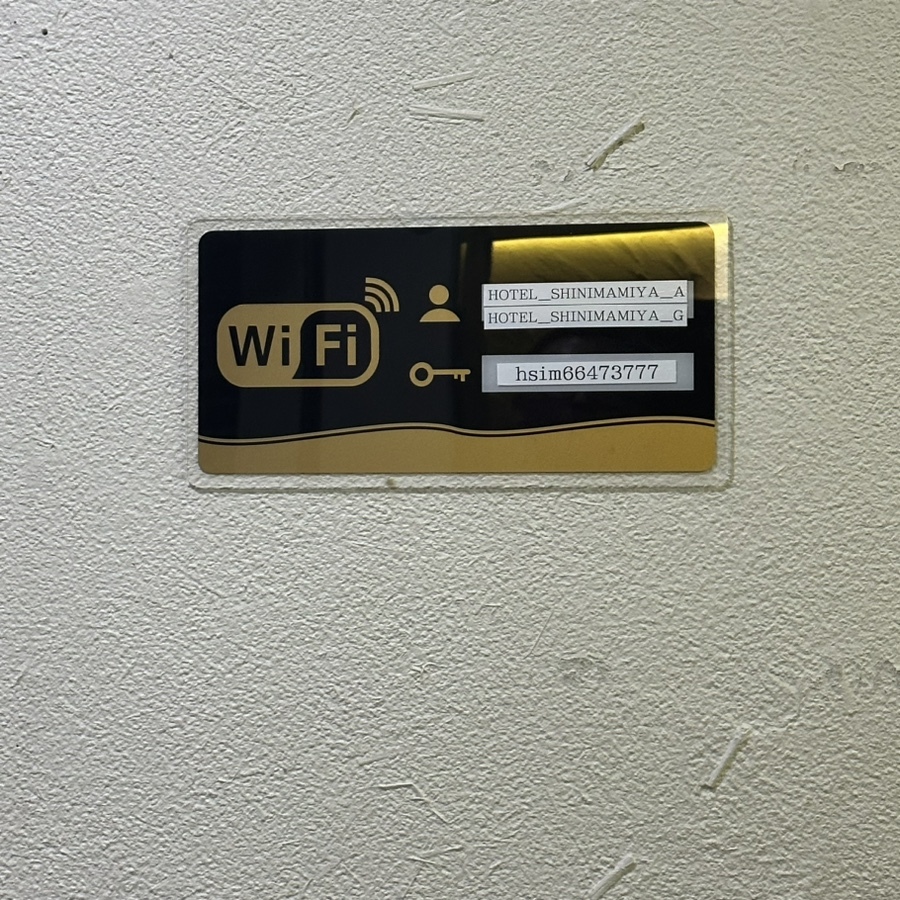 WiFi
HOTEL_SHINIMAMIYA_A
HOTEL_SHINIMAMIYA_G
hsim66473777